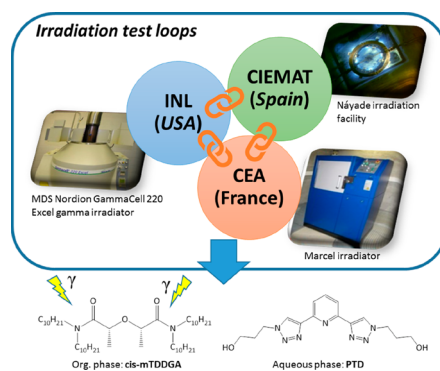 Irradiation test loops
INL
(USA)
CIEMAT
(Spain)
CEA
(France)
Náyade irradiation
facility
MDS Nordion GammaCell 220
Excel gamma irradiator
Marcel irradiator
γ
γ
O
O
O
C₁₀H₂₁
N
N
C₁₀H₂₁
C₁₀H₂₁
C₁₀H₂₁
Org. phase: cis-mTDDGA
N
N
N
N
N
N
N
HO
OH
Aqueous phase: PTD